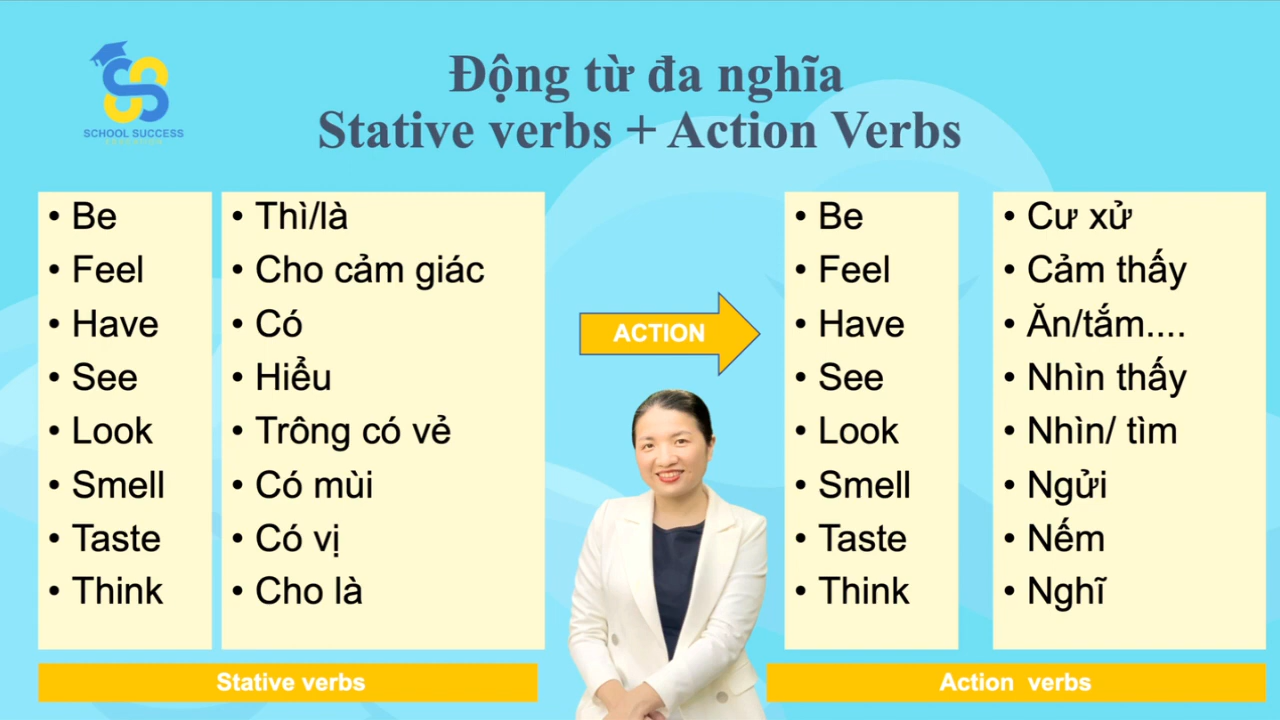 SCHOOL SUCCESS
EDUCATION
Động từ đa nghĩa
Stative verbs + Action Verbs
• Be
• Feel
• Have
• See
• Look
• Smell
• Taste
• Think
• Thì/là
• Cho cảm giác
• Có
• Hiểu
• Trông có vẻ
• Có mùi
• Có vị
• Cho là
Stative verbs
ACTION
• Be
• Feel
• Have
• See
• Look
• Smell
• Taste
• Think
• Cư xử
• Cảm thấy
• Ăn/tắm....
• Nhìn thấy
• Nhìn/ tìm
• Ngửi
• Nếm
• Nghĩ
Action verbs